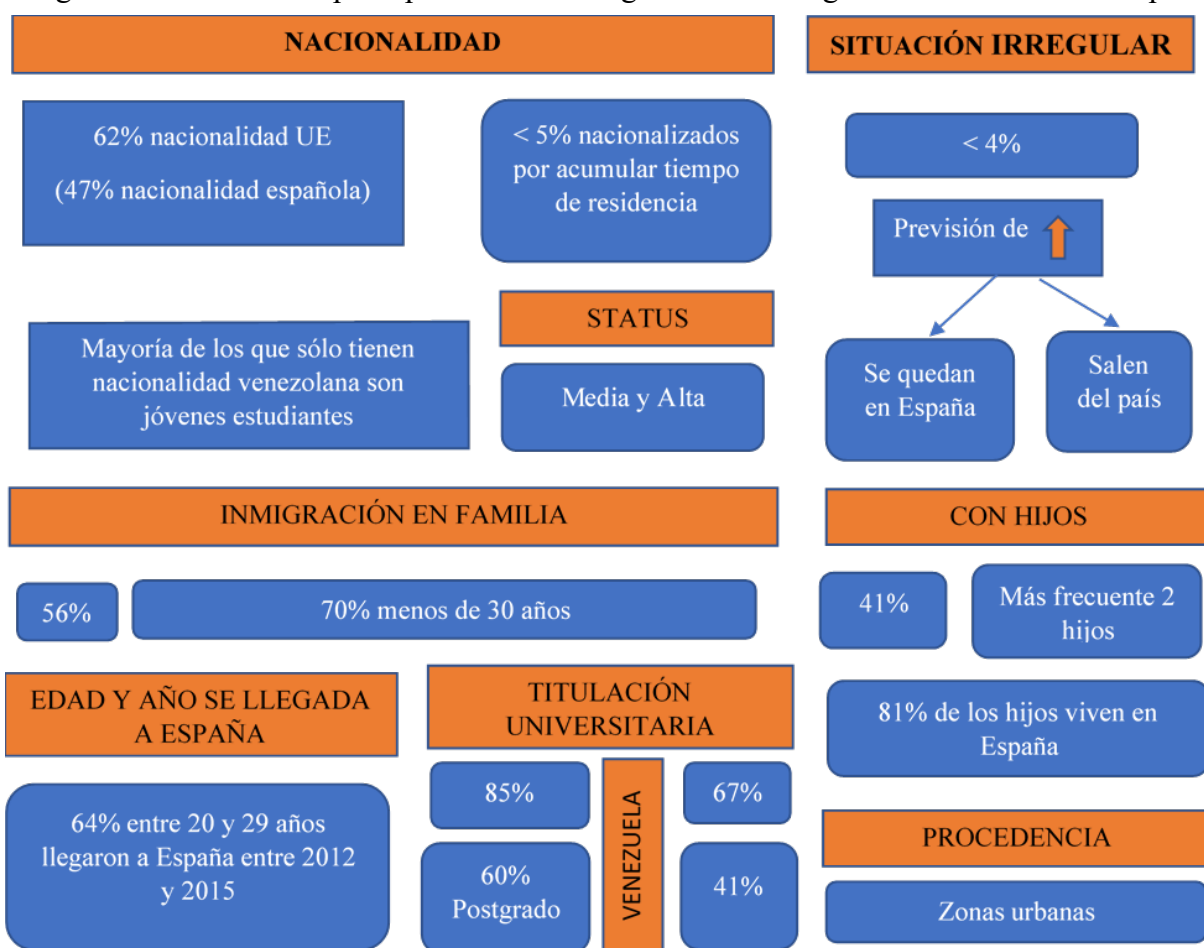 NACIONALIDAD
62% nacionalidad UE
(47% nacionalidad española)
< 5% nacionalizados
por acumular tiempo
de residencia
Mayoría de los que sólo tienen
nacionalidad venezolana son
jóvenes estudiantes
STATUS
Media y Alta
SITUACIÓN IRREGULAR
< 4%
Previsión de
Se quedan
en España
Salen
del país
INMIGRACIÓN EN FAMILIA
56%
70% menos de 30 años
CON HIJOS
41%
Más frecuente 2
hijos
81% de los hijos viven en
España
EDAD Y AÑO SE LLEGADA
A ESPAÑA
64% entre 20 y 29 años
llegaron a España entre 2012
y 2015
TITULACIÓN
UNIVERSITARIA
85%
60%
Postgrado
VENEZUELA
67%
41%
PROCEDENCIA
Zonas urbanas